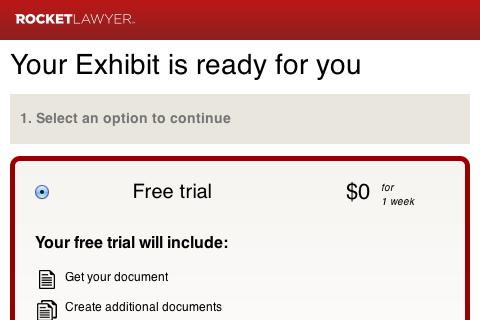 ROCKETLAWYER
Your Exhibit is ready for you
1. Select an option to continue
Free trial $0 for
1 week
Your free trial will include:
Get your document
Create additional documents